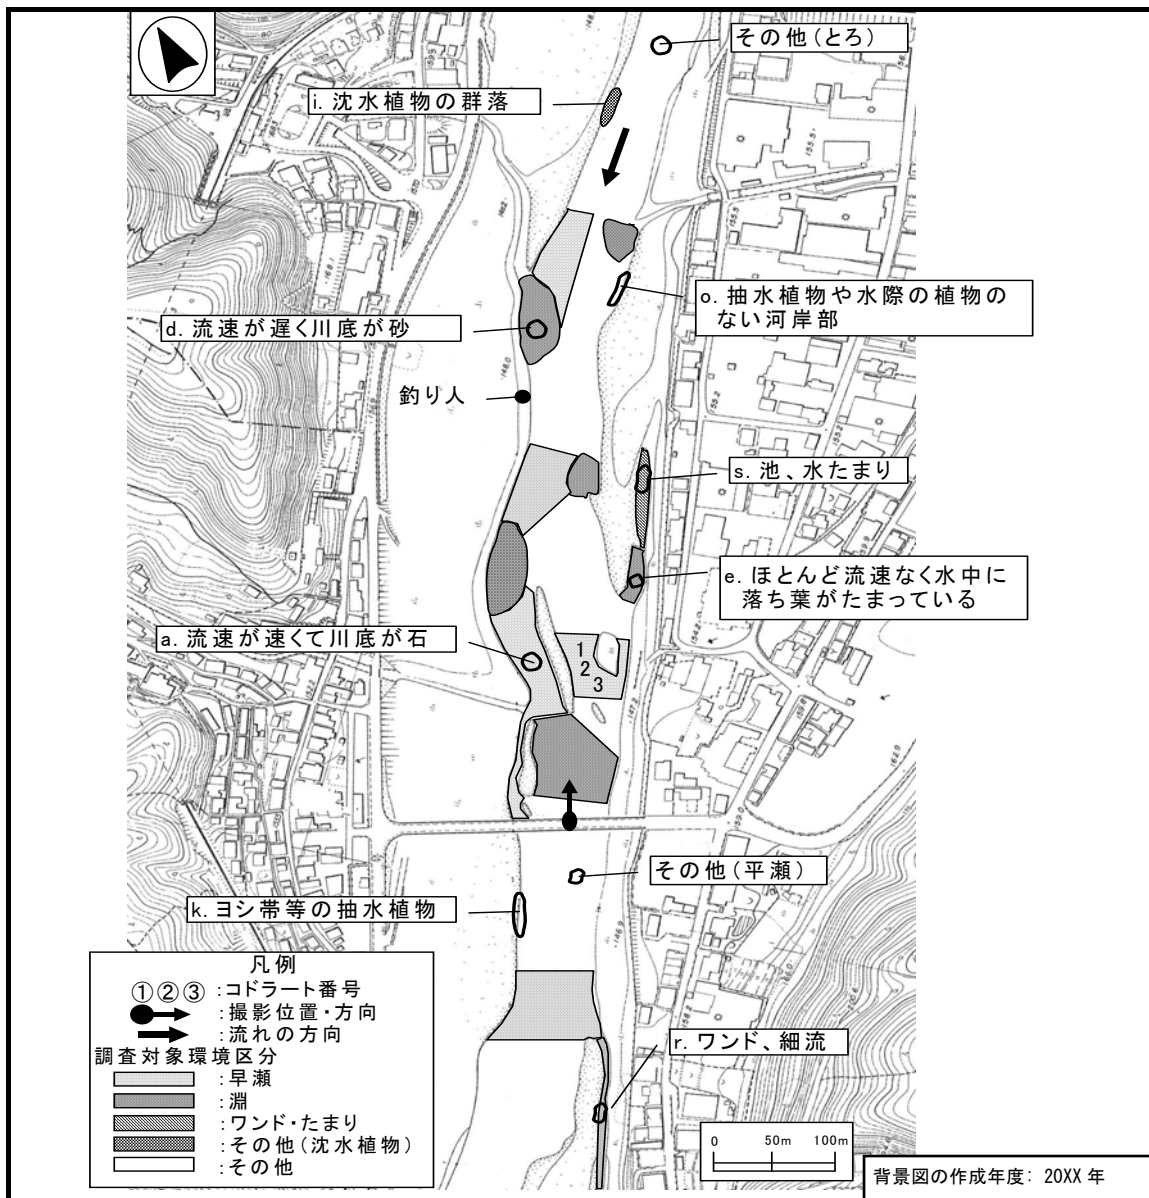 その他(とろ)
i. 沈水植物の群落
o. 抽水植物や水際の植物の
ない河岸部
d. 流速が遅く川底が砂
釣り人
s. 池、水たまり
e. ほとんど流速なく水中に
落ち葉がたまっている
a. 流速が速くて川底が石
1
2
3
その他(平瀬)
k. ヨシ帯等の抽水植物
r. ワンド、細流
凡例
①②③:コドラート番号
:撮影位置・方向
:流れの方向
調査対象環境区分
:早瀬
:淵
:ワンド・たまり
:その他(沈水植物)
:その他
0 50m 100m
背景図の作成年度: 20XX 年